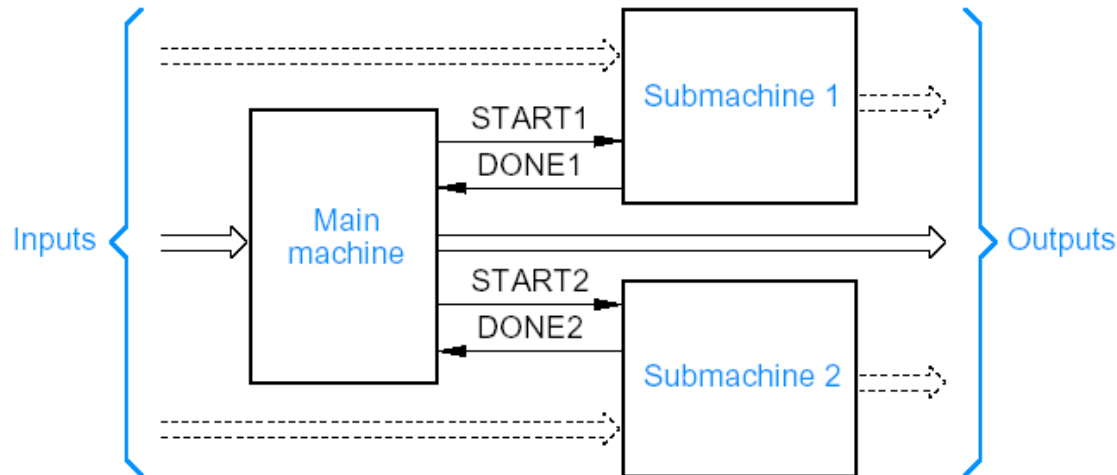 Submachine 1
START1
DONE1
Main
machine
Inputs
Outputs
START2
DONE2
Submachine 2